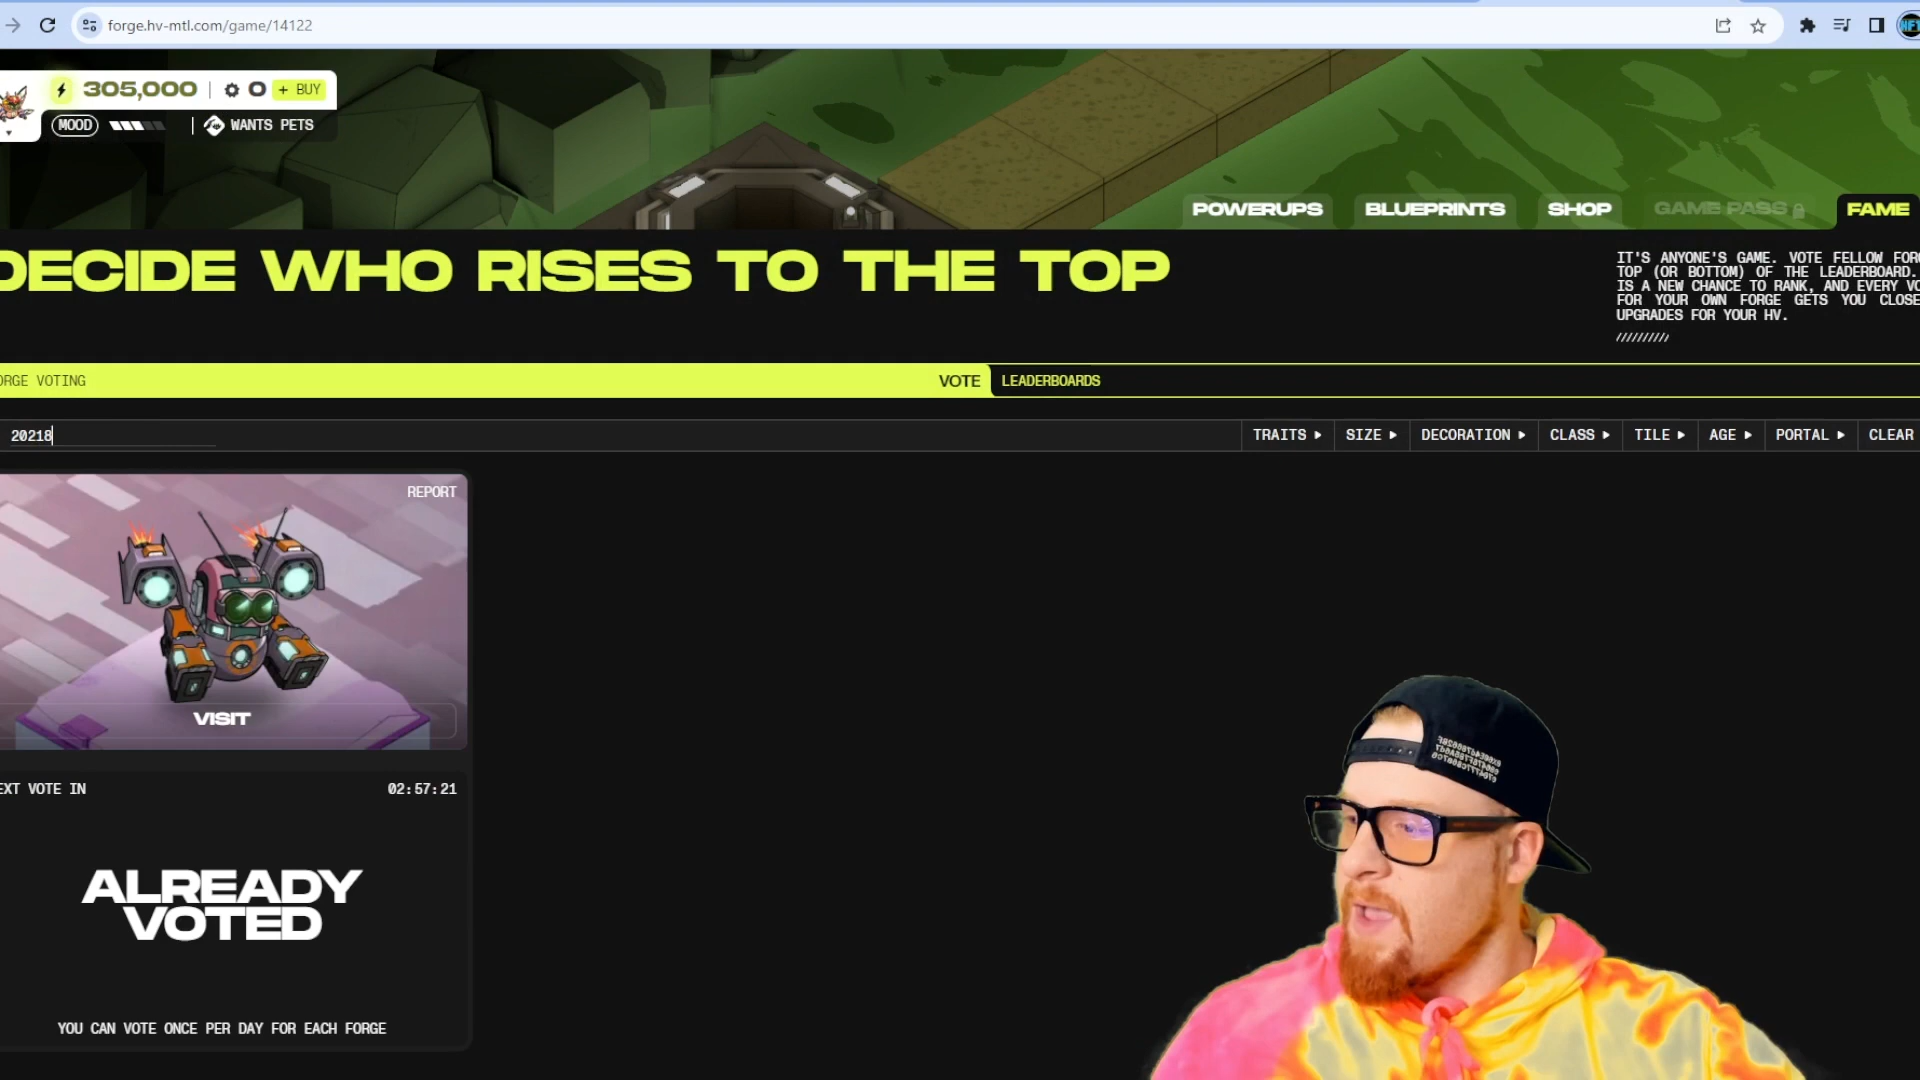 forge.hv-mtl.com/game/14122
305,000 | 0 + BUY
MOOD | WANTS PETS
POWERUPS BLUEPRINTS SHOP GAME PASS FAME
DECIDE WHO RISES TO THE TOP
IT'S ANYONE'S GAME. VOTE FELLOW FORG
TOP (OR BOTTOM) OF THE LEADERBOARD.
IS A NEW CHANCE TO RANK, AND EVERY VO
FOR YOUR OWN FORGE GETS YOU CLOSE
UPGRADES FOR YOUR HV.
//////////
ORGE VOTING VOTE LEADERBOARDS
20218 TRAITS SIZE DECORATION CLASS TILE AGE PORTAL CLEAR
REPORT
VISIT
EXT VOTE IN 02:57:21
ALREADY
VOTED
YOU CAN VOTE ONCE PER DAY FOR EACH FORGE